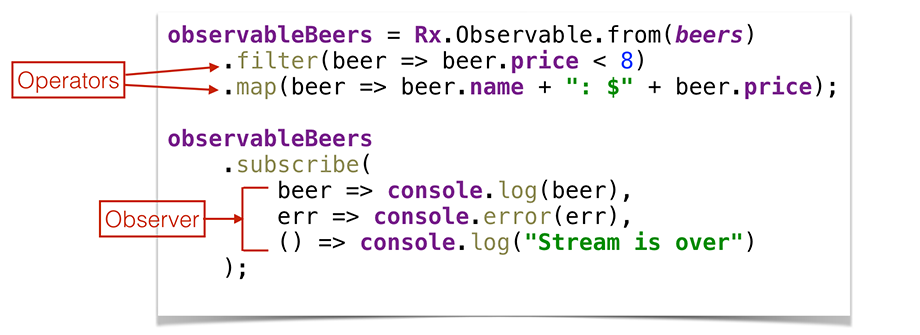 observableBeers = Rx.Observable.from(beers)
Operators
.filter(beer => beer.price < 8)
.map(beer => beer.name + ": $" + beer.price);
observableBeers
.subscribe(
beer => console.log(beer),
Observer
err => console.error(err),
() => console.log("Stream is over")
);